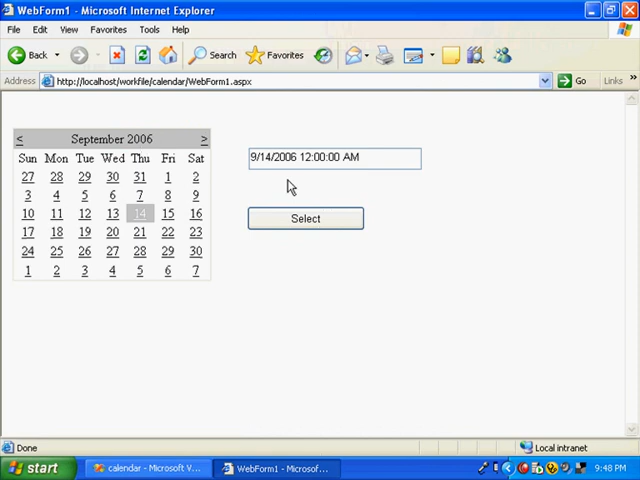 WebForm1 - Microsoft Internet Explorer
File Edit View Favorites Tools Help
Back Search Favorites
Address http://localhost/workfile/calendar/WebForm1.aspx Go Links »
< September 2006 >
Sun Mon Tue Wed Thu Fri Sat
27 28 29 30 31 1 2
3 4 5 6 7 8 9
10 11 12 13 14 15 16
17 18 19 20 21 22 23
24 25 26 27 28 29 30
1 2 3 4 5 6 7
9/14/2006 12:00:00 AM
Select
Done Local intranet
start calendar - Microsoft V... WebForm1 - Microsof... 9:48 PM